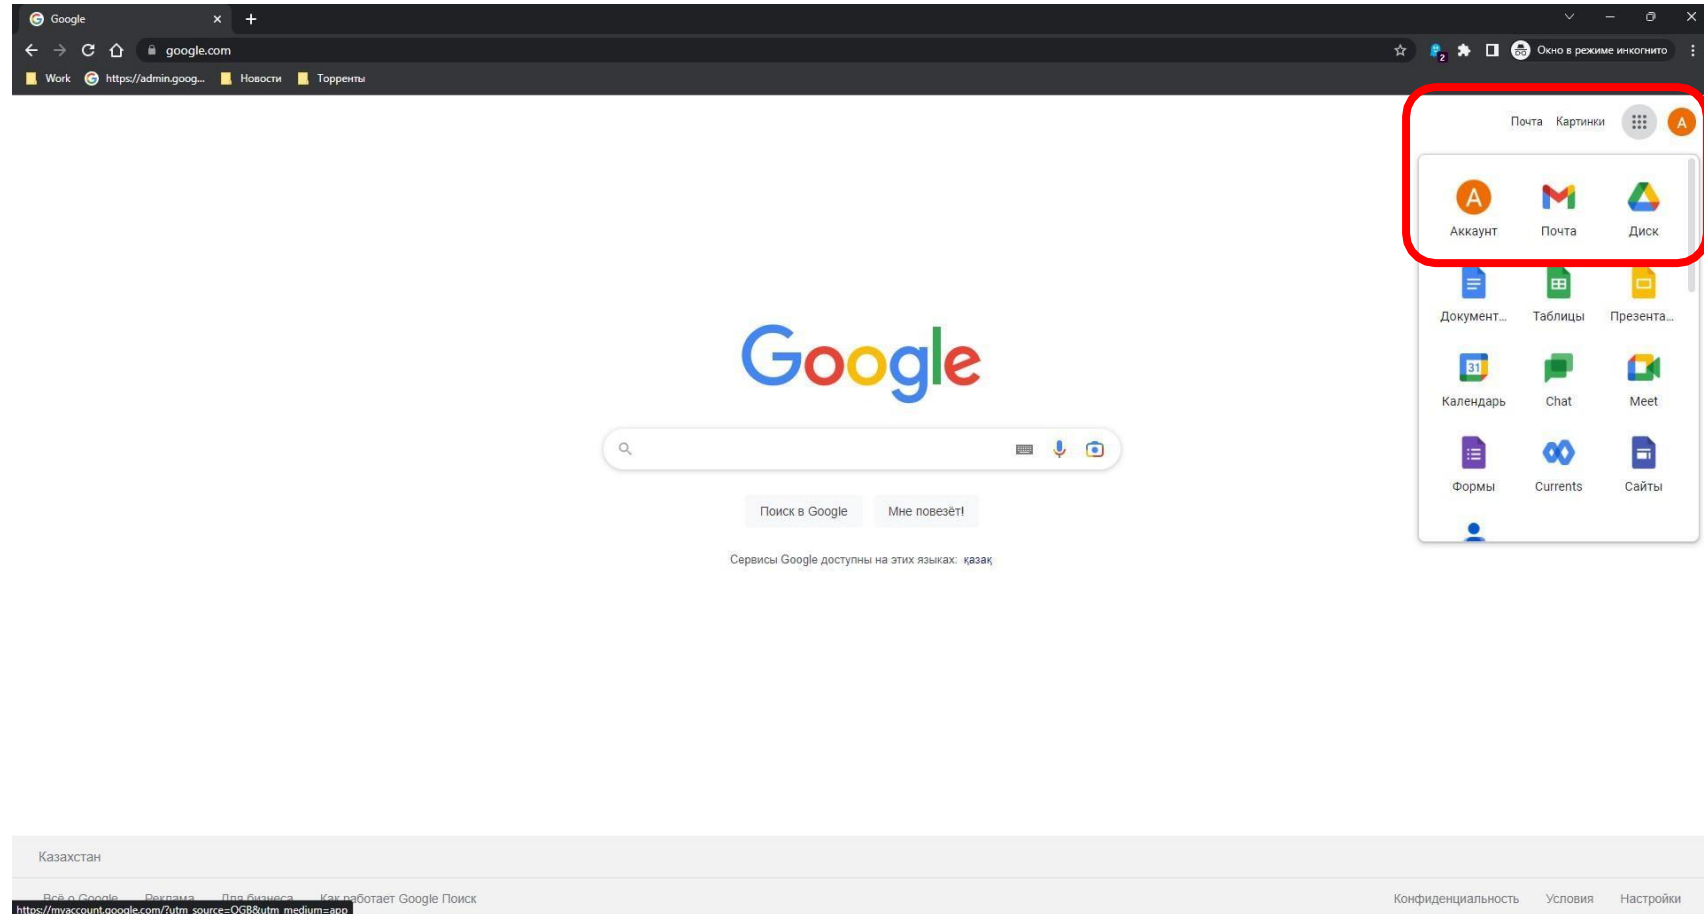 Google
google.com
2
Окно в режиме инкогнито
Work
https://admin.goog...
Новости
Торренты
Почта Картинки
A
A
Аккаунт Почта Диск
Документ... Таблицы Презента...
31
Календарь Chat Meet
Формы Currents Сайты
Google
Поиск в Google Мне повезёт!
Сервисы Google доступны на этих языках: қазақ
Казахстан
Всё о Google Реклама Для бизнеса Как работает Google Поиск
Конфиденциальность Условия Настройки
https://myaccount.google.com/?utm_source=OGB&utm_medium=app